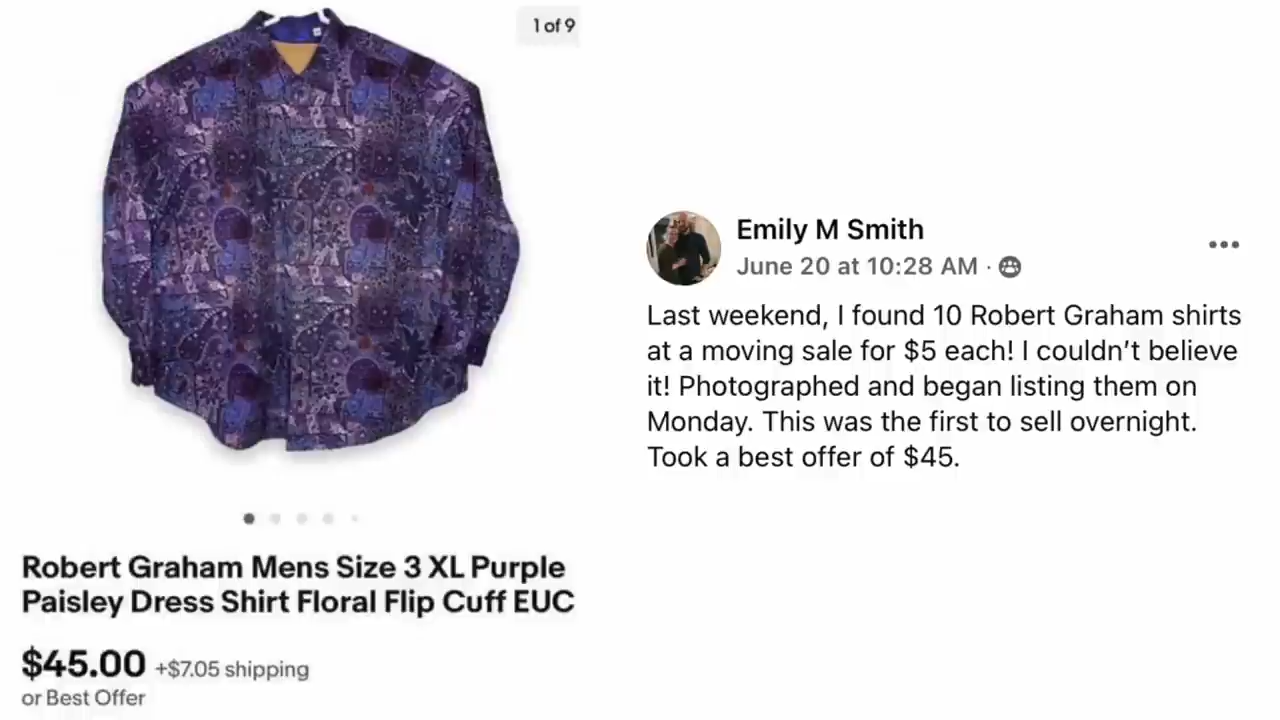 1 of 9
Robert Graham Mens Size 3 XL Purple
Paisley Dress Shirt Floral Flip Cuff EUC
$45.00 +$7.05 shipping
or Best Offer
Emily M Smith
June 20 at 10:28 AM ·
Last weekend, I found 10 Robert Graham shirts
at a moving sale for $5 each! I couldn't believe
it! Photographed and began listing them on
Monday. This was the first to sell overnight.
Took a best offer of $45.